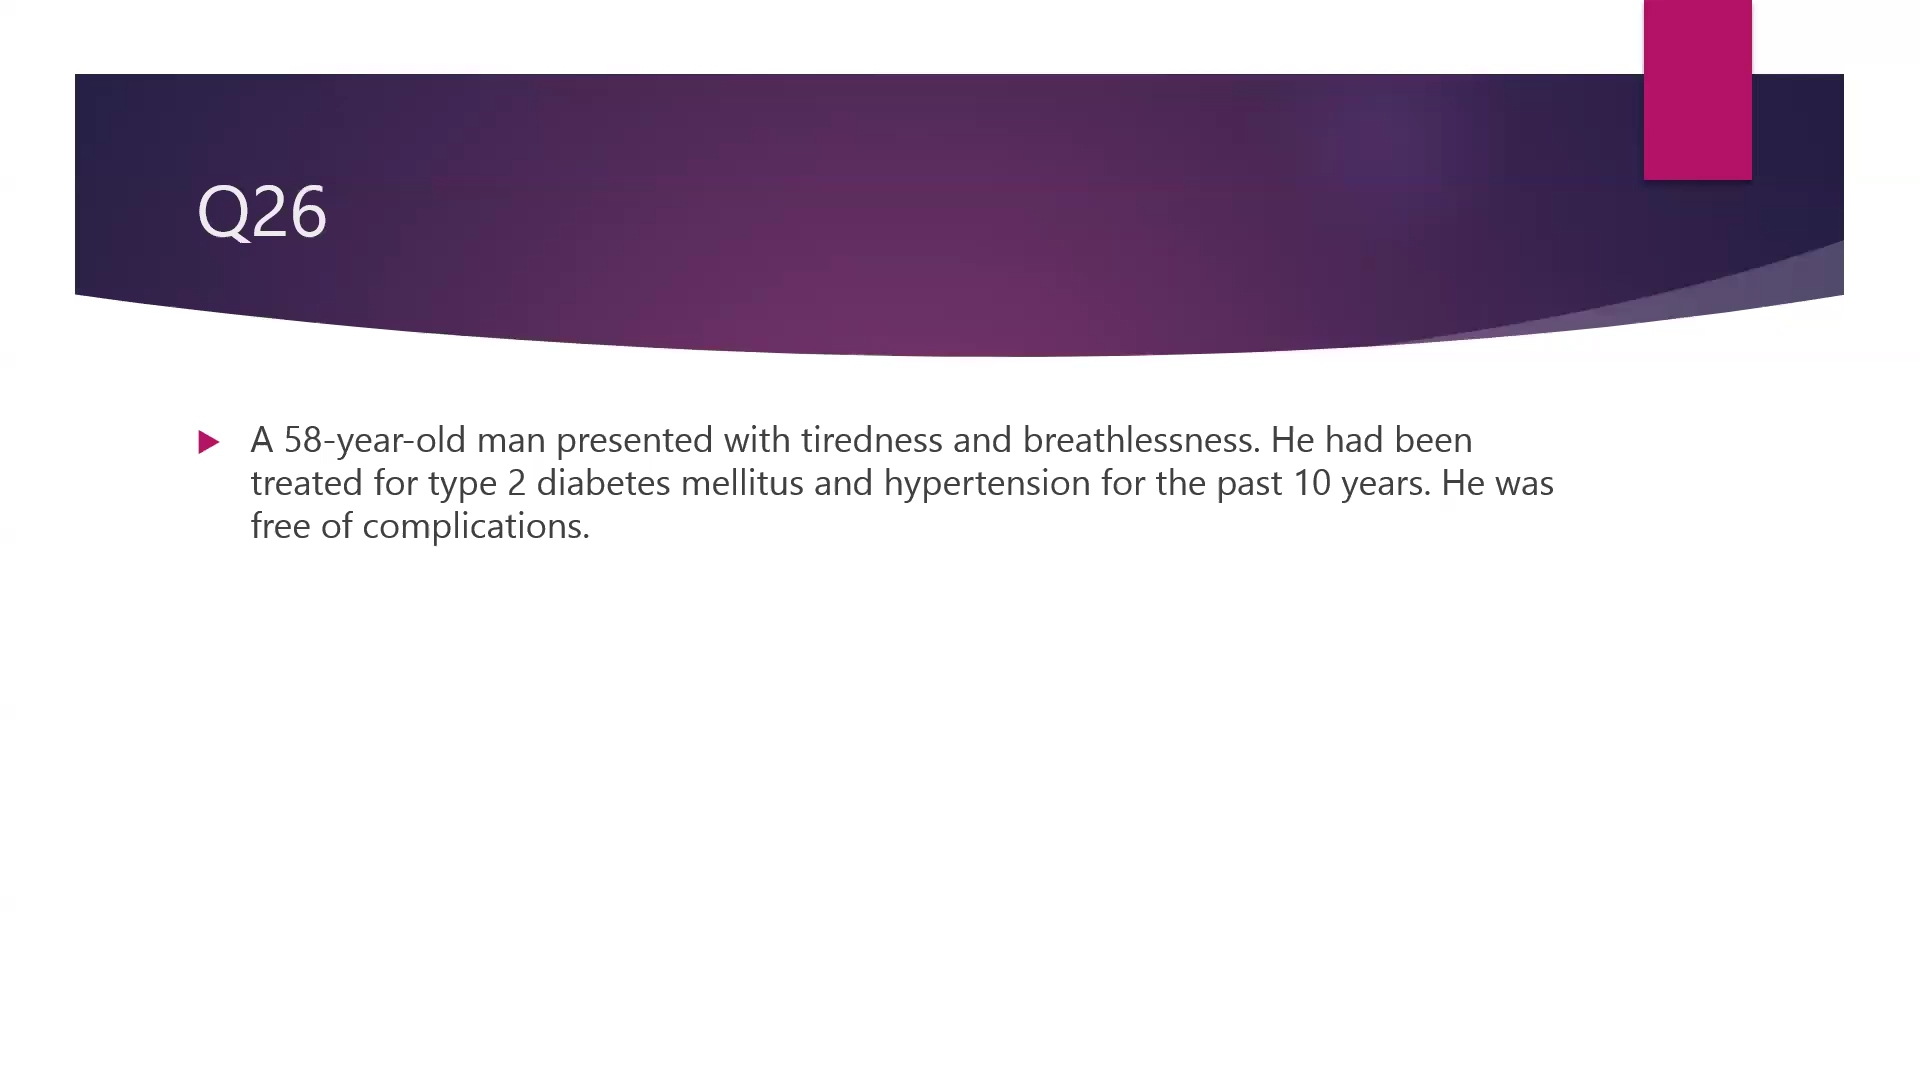 Q26
A 58-year-old man presented with tiredness and breathlessness. He had been
treated for type 2 diabetes mellitus and hypertension for the past 10 years. He was
free of complications.